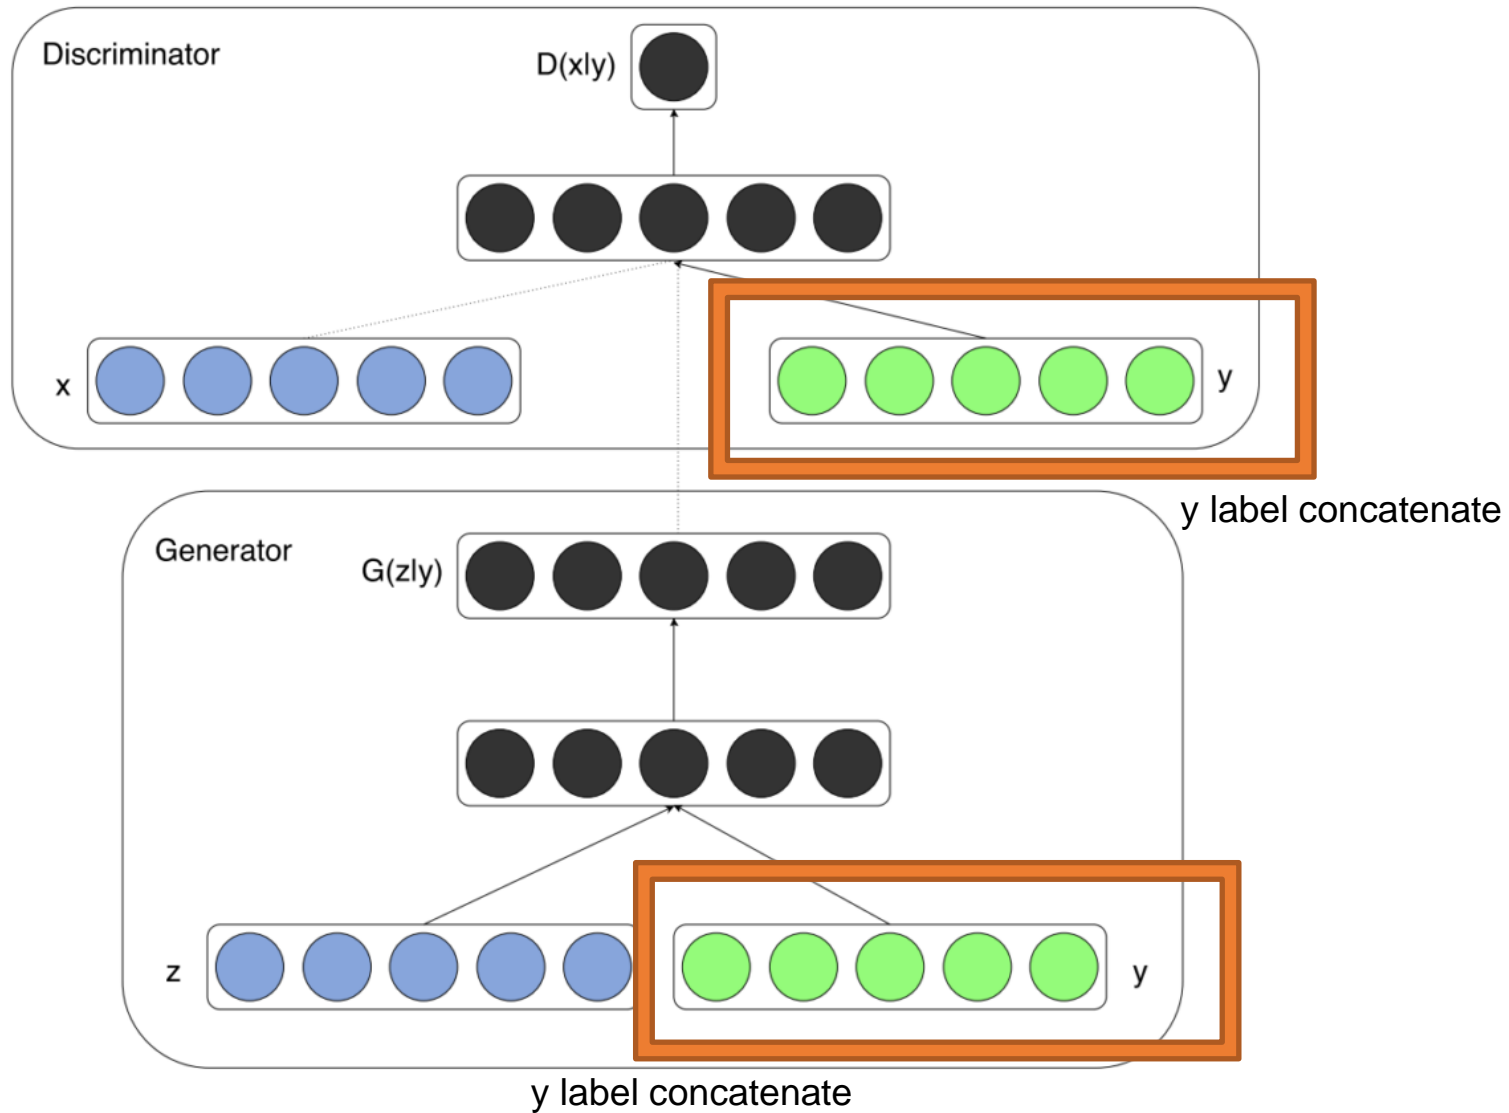 Discriminator
D(x|y)
x
y
y label concatenate
Generator
G(z|y)
z
y
y label concatenate